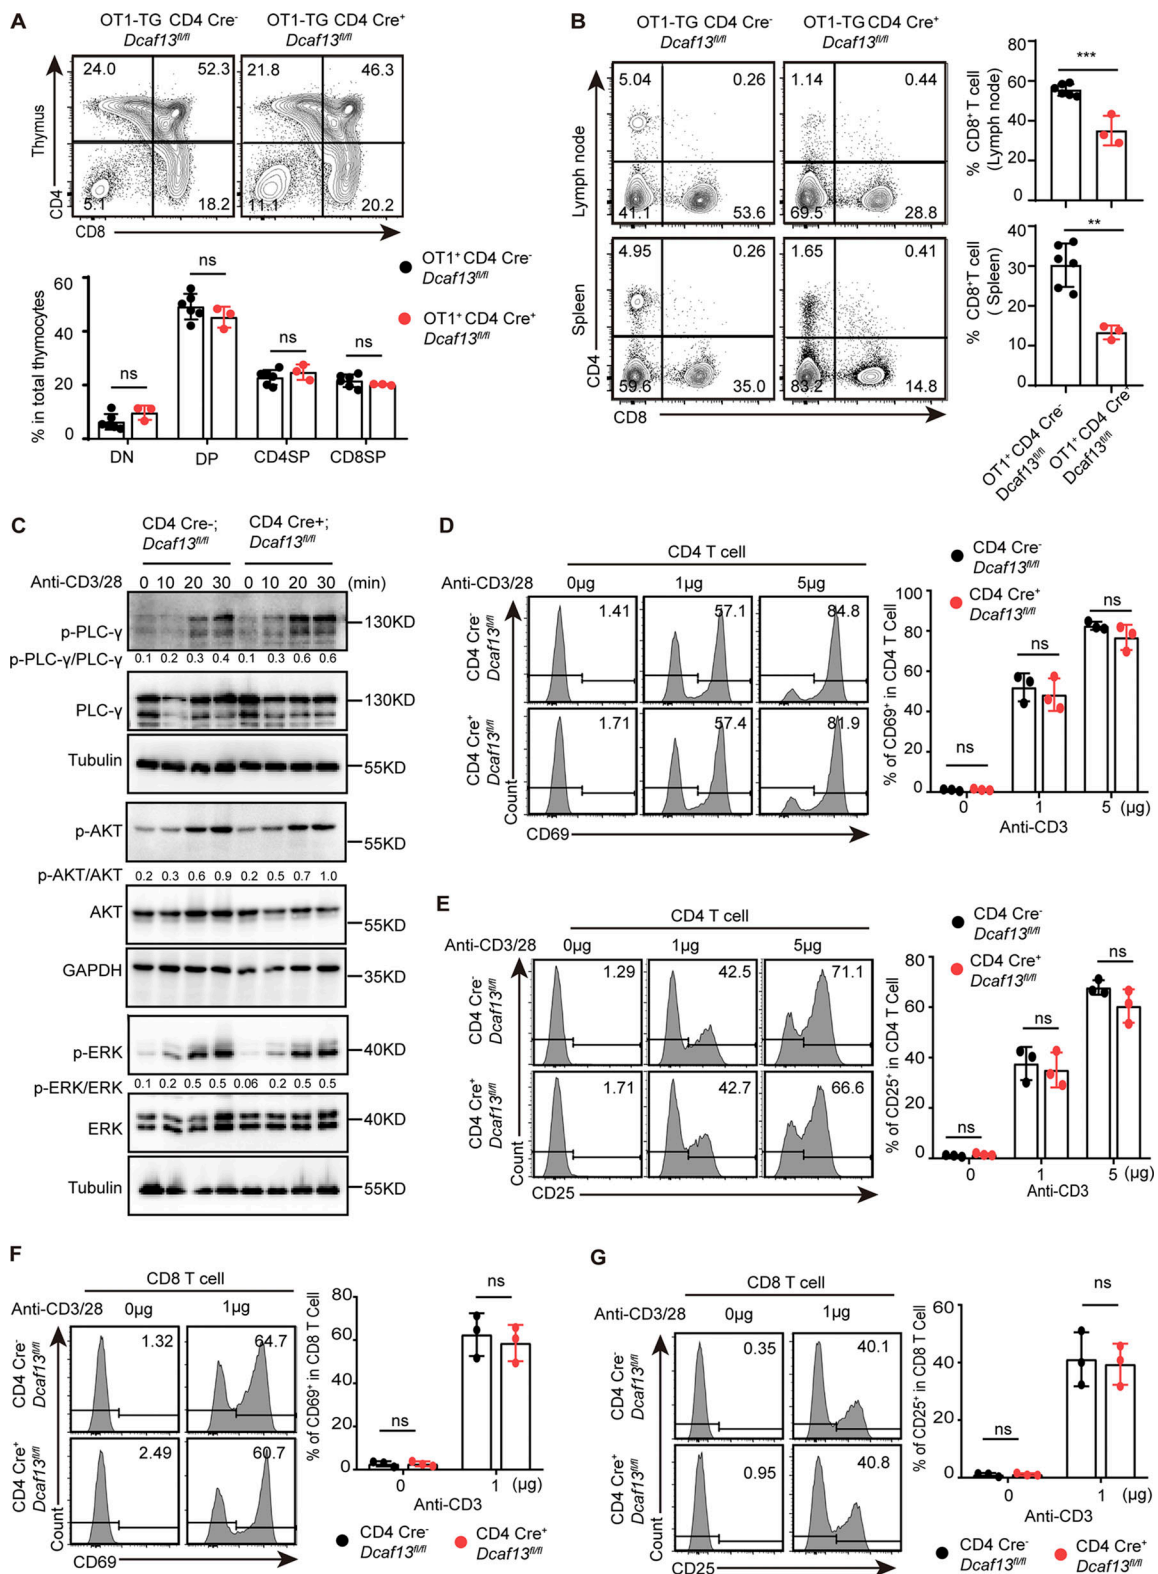 A
OT1-TG CD4 Cre⁻ OT1-TG CD4 Cre⁺
Dcaf13fl/fl Dcaf13fl/fl
24.0 52.3 21.8 46.3
Thymus
CD4
5.1 18.2 11.1 20.2
CD8
% in total thymocytes
60
40
20
0
ns ns ns ns
DN DP CD4SP CD8SP
OT1⁺ CD4 Cre⁻
Dcaf13fl/fl
OT1⁺ CD4 Cre⁺
Dcaf13fl/fl
B
OT1-TG CD4 Cre⁻ OT1-TG CD4 Cre⁺
Dcaf13fl/fl Dcaf13fl/fl
5.04 0.26 1.14 0.44
Lymph node
41.1 53.6 69.5 28.8
4.95 0.26 1.65 0.41
Spleen
CD4
59.6 35.0 83.2 14.8
CD8
% CD8⁺ T cell
(Lymph node)
80
60
40
20
0
***
% CD8⁺T cell
( Spleen)
40
30
20
10
0
**
OT1⁺ CD4 Cre⁻
Dcaf13fl/fl
OT1⁺ CD4 Cre⁺
Dcaf13fl/fl
C
CD4 Cre-; CD4 Cre+;
Dcaf13fl/fl Dcaf13fl/fl
Anti-CD3/28 0 10 20 30 0 10 20 30 (min)
p-PLC-γ 130KD
p-PLC-γ/PLC-γ 0.1 0.2 0.3 0.4 0.1 0.3 0.6 0.6
PLC-γ 130KD
Tubulin 55KD
p-AKT 55KD
p-AKT/AKT 0.2 0.3 0.6 0.9 0.2 0.5 0.7 1.0
AKT 55KD
GAPDH 35KD
p-ERK 40KD
p-ERK/ERK 0.1 0.2 0.5 0.5 0.06 0.2 0.5 0.5
ERK 40KD
Tubulin 55KD
D
CD4 T cell
Anti-CD3/28 0µg 1µg 5µg
CD4 Cre⁻
Dcaf13fl/fl
1.41 57.1 84.8
CD4 Cre⁺
Dcaf13fl/fl
1.71 57.4 81.9
Count
CD69
CD4 Cre⁻
Dcaf13fl/fl
CD4 Cre⁺
Dcaf13fl/fl
% of CD69⁺ in CD4 T Cell
100
80
60
40
20
0
ns ns ns
0 1 5 (µg)
Anti-CD3
E
CD4 T cell
Anti-CD3/28 0µg 1µg 5µg
CD4 Cre⁻
Dcaf13fl/fl
1.29 42.5 71.1
CD4 Cre⁺
Dcaf13fl/fl
1.71 42.7 66.6
Count
CD25
CD4 Cre⁻
Dcaf13fl/fl
CD4 Cre⁺
Dcaf13fl/fl
% of CD25⁺ in CD4 T Cell
80
60
40
20
0
ns ns ns
0 1 5 (µg)
Anti-CD3
F
CD8 T cell
Anti-CD3/28 0µg 1µg
CD4 Cre⁻
Dcaf13fl/fl
1.32 64.7
CD4 Cre⁺
Dcaf13fl/fl
2.49 60.7
Count
CD69
% of CD69⁺ in CD8 T Cell
80
60
40
20
0
ns ns
0 1 (µg)
Anti-CD3
CD4 Cre⁻ CD4 Cre⁺
Dcaf13fl/fl Dcaf13fl/fl
G
CD8 T cell
Anti-CD3/28 0µg 1µg
CD4 Cre⁻
Dcaf13fl/fl
0.35 40.1
CD4 Cre⁺
Dcaf13fl/fl
0.95 40.8
Count
CD25
% of CD25⁺ in CD8 T Cell
60
40
20
0
ns ns
0 1 (µg)
Anti-CD3
CD4 Cre⁻ CD4 Cre⁺
Dcaf13fl/fl Dcaf13fl/fl